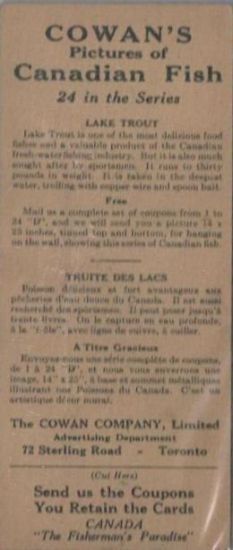 COWAN'S
Pictures of
Canadian Fish
24 in the Series
LAKE TROUT
Lake Trout is one of the most delicious food
fishes and a valuable product of the Canadian
fresh-water fishing industry. But it is also much
sought after by sportsmen. It runs to thirty
pounds in weight. It is taken in the deepest
water, trolling with copper wire and spoon bait.
Free
Mail us a complete set of coupons from 1 to
24 "D", and we will send you a picture 14 x
25 inches, tinned top and bottom, for hanging
on the wall, showing this series of Canadian fish.
TRUITE DES LACS
Poisson délicieux et fort avantageux aux
pêcheries d'eau douce du Canada. Il est aussi
recherché des sportsmen. Il peut peser jusqu'à
trente livres. On le capture en eau profonde,
à la "    ", avec ligne de cuivre, à cuiller.
A Titre Gracieux
Envoyez-nous une série complète de coupons,
de 1 à 24 "D", et nous vous enverrons une
image, 14" x 25", à base et sommet métalliques
illustrant nos Poissons du Canada. C'est un
artistique décor mural.
The COWAN COMPANY, Limited
Advertising Department
72 Sterling Road - Toronto
(Cut Here)
Send us the Coupons
You Retain the Cards
CANADA
"The Fisherman's Paradise"